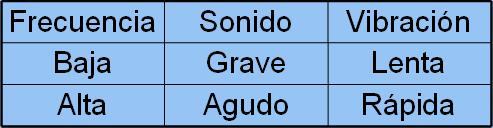 Frecuencia Sonido Vibración
Baja Grave Lenta
Alta Agudo Rápida